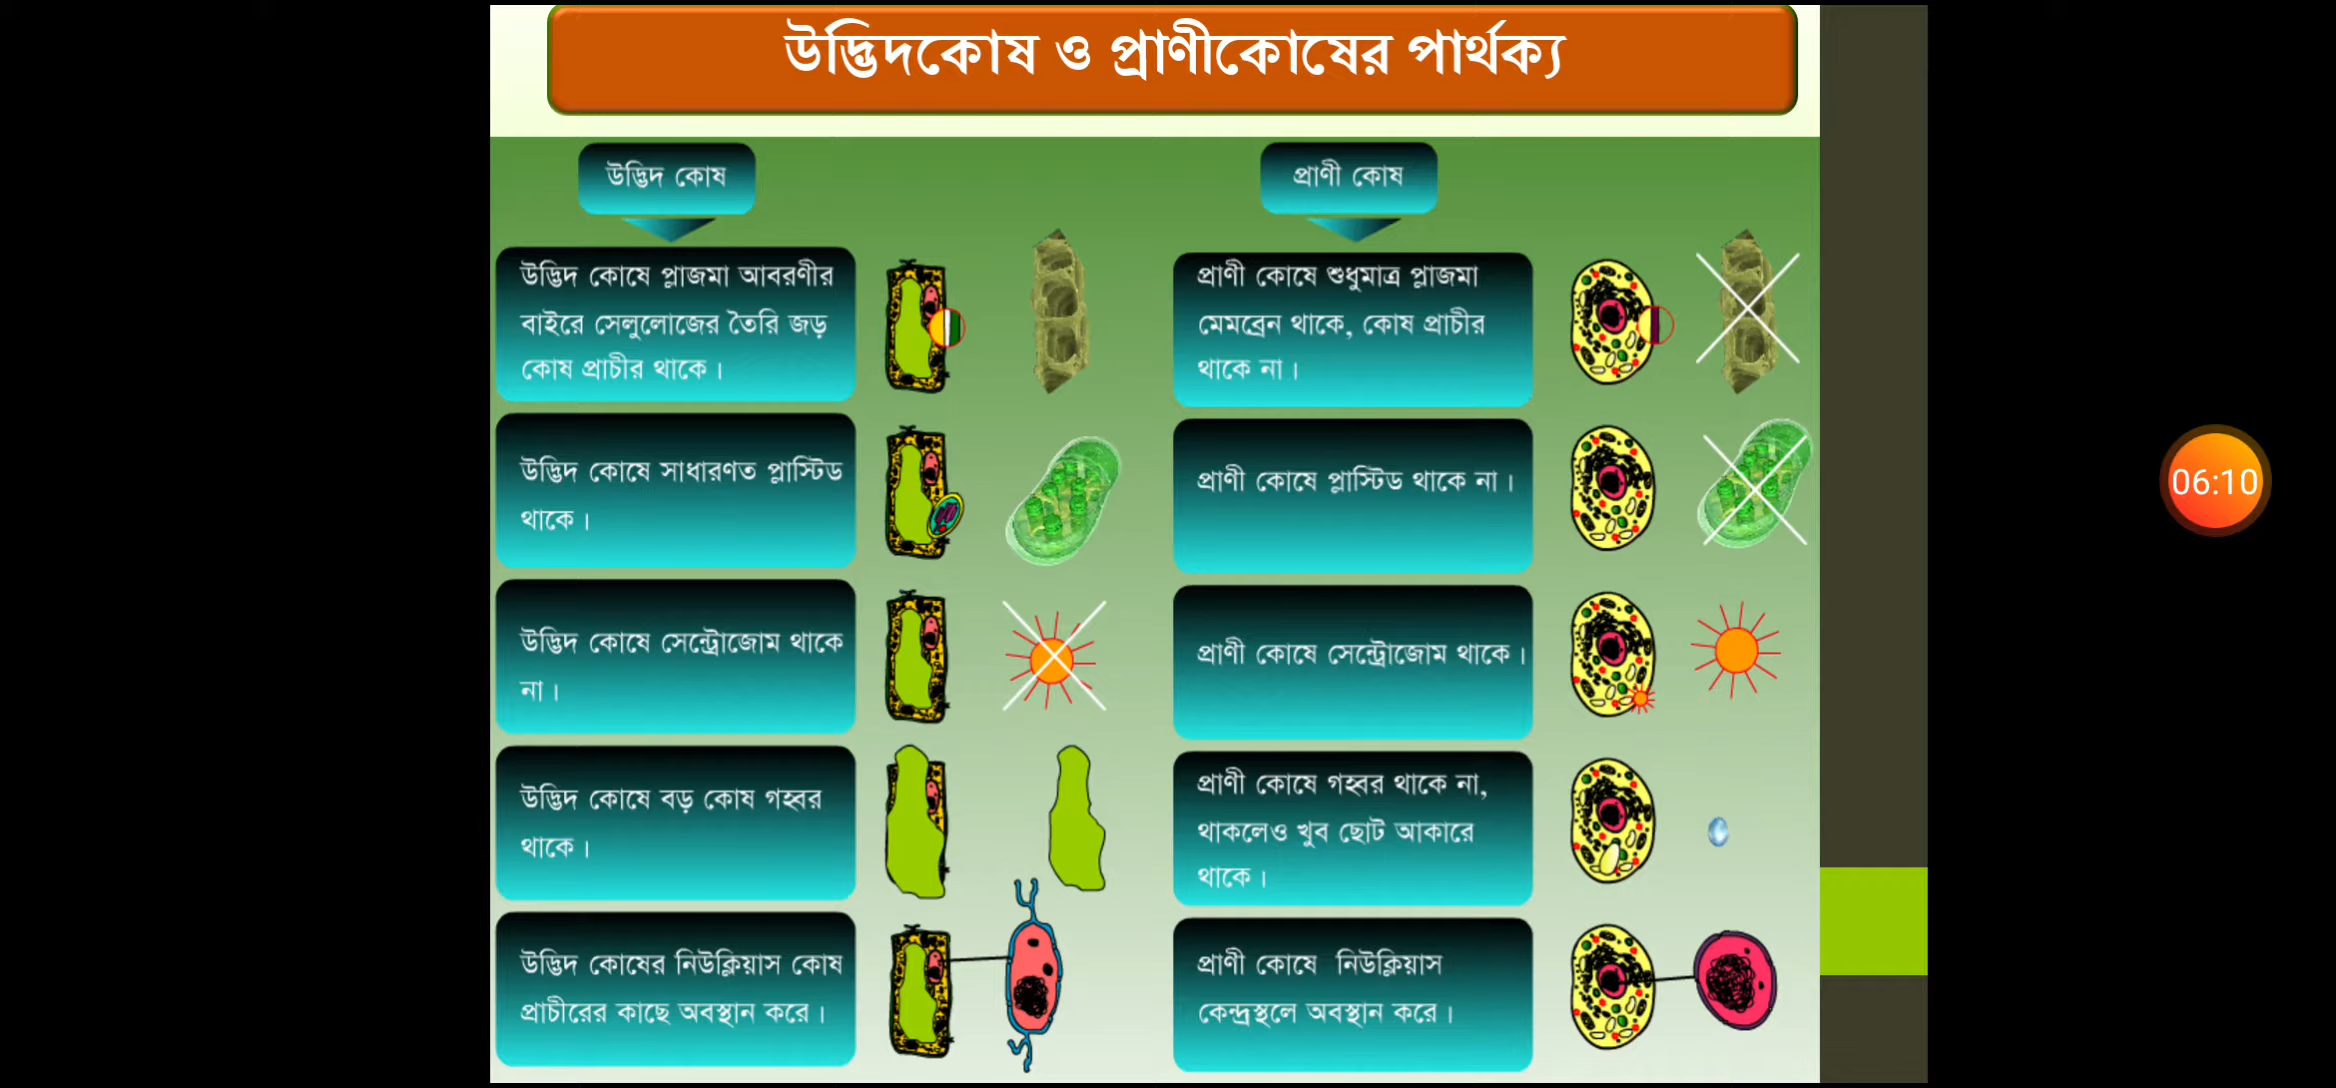 উদ্ভিদকোষ ও প্রাণীকোষের পার্থক্য
উদ্ভিদ কোষ
প্রাণী কোষ
উদ্ভিদ কোষে প্লাজমা আবরণীর
বাইরে সেলুলোজের তৈরি জড়
কোষ প্রাচীর থাকে।
প্রাণী কোষে শুধুমাত্র প্লাজমা
মেমব্রেন থাকে, কোষ প্রাচীর
থাকে না।
উদ্ভিদ কোষে সাধারণত প্লাস্টিড
থাকে।
প্রাণী কোষে প্লাস্টিড থাকে না।
উদ্ভিদ কোষে সেন্ট্রোজোম থাকে
না।
প্রাণী কোষে সেন্ট্রোজোম থাকে।
উদ্ভিদ কোষে বড় কোষ গহ্বর
থাকে।
প্রাণী কোষে গহ্বর থাকে না,
থাকলেও খুব ছোট আকারে
থাকে।
উদ্ভিদ কোষের নিউক্লিয়াস কোষ
প্রাচীরের কাছে অবস্থান করে।
প্রাণী কোষে নিউক্লিয়াস
কেন্দ্রস্থলে অবস্থান করে।
06:10